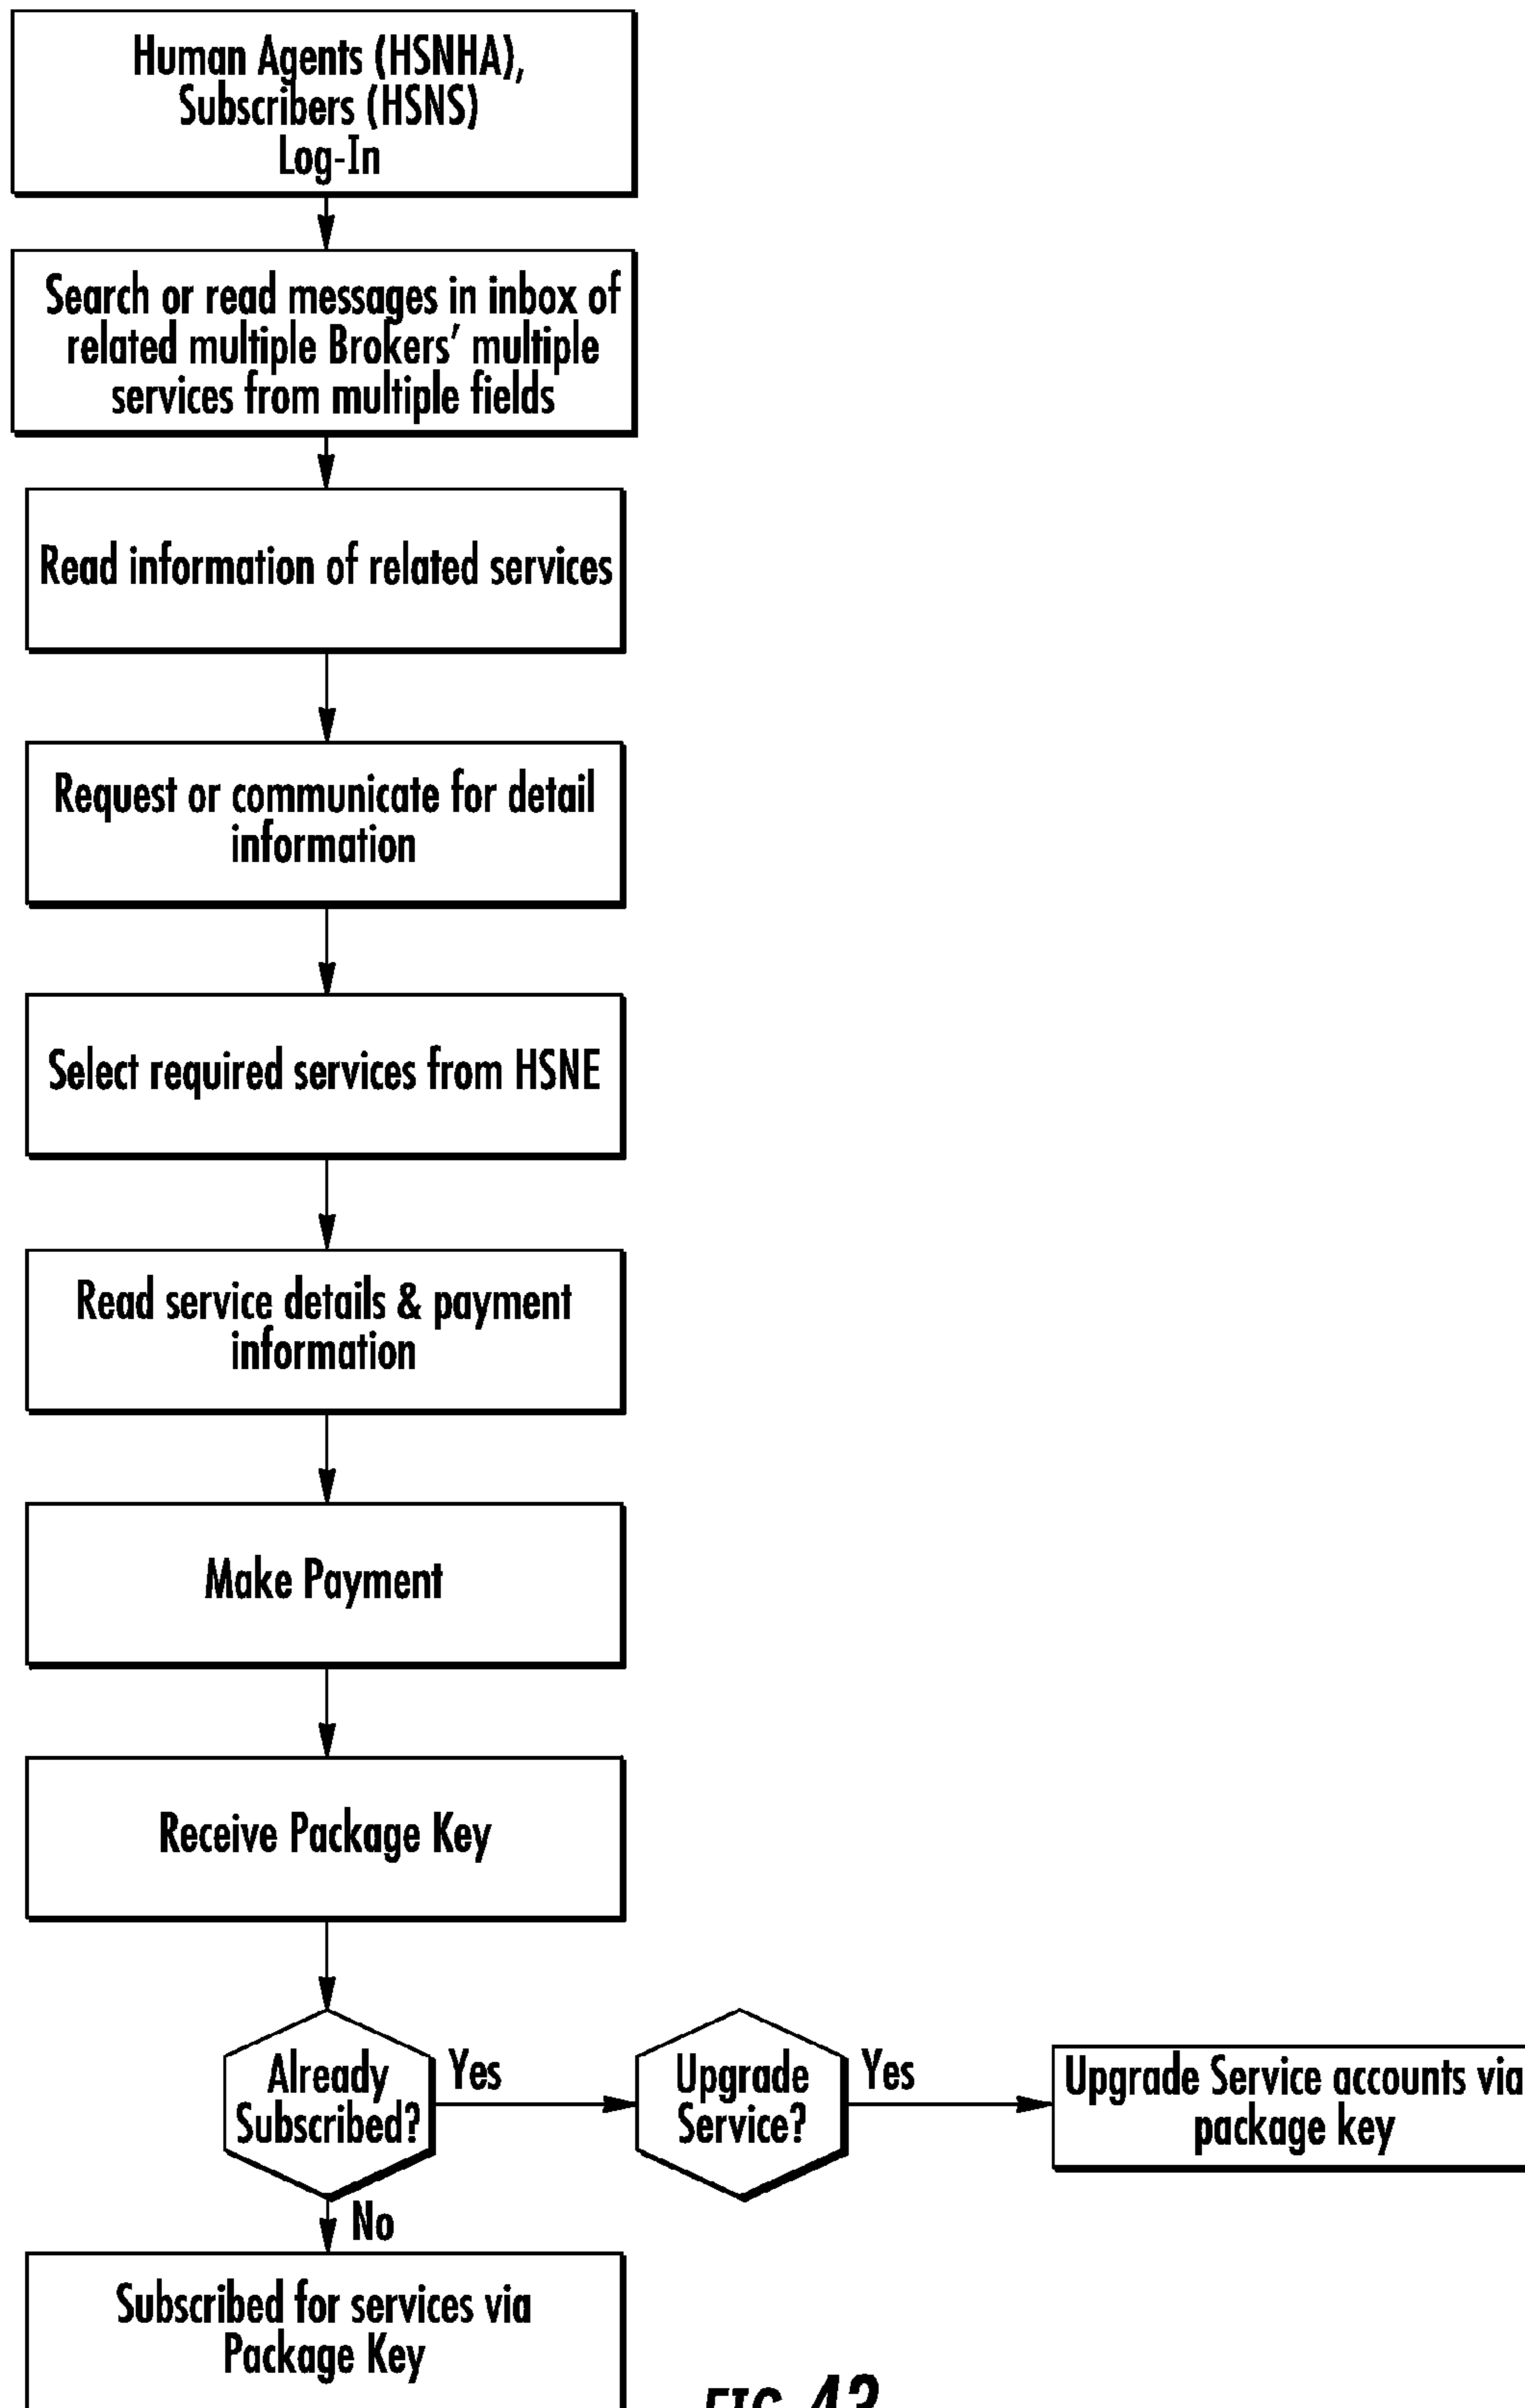 Human Agents (HSNHA),
Subscribers (HSNS)
Log-In
Search or read messages in inbox of
related multiple Brokers' multiple
services from multiple fields
Read information of related services
Request or communicate for detail
information
Select required services from HSNE
Read service details & payment
information
Make Payment
Receive Package Key
Already
Subscribed?
Yes
Upgrade
Service?
Yes
Upgrade Service accounts via
package key
No
Subscribed for services via
Package Key
FIG. 43